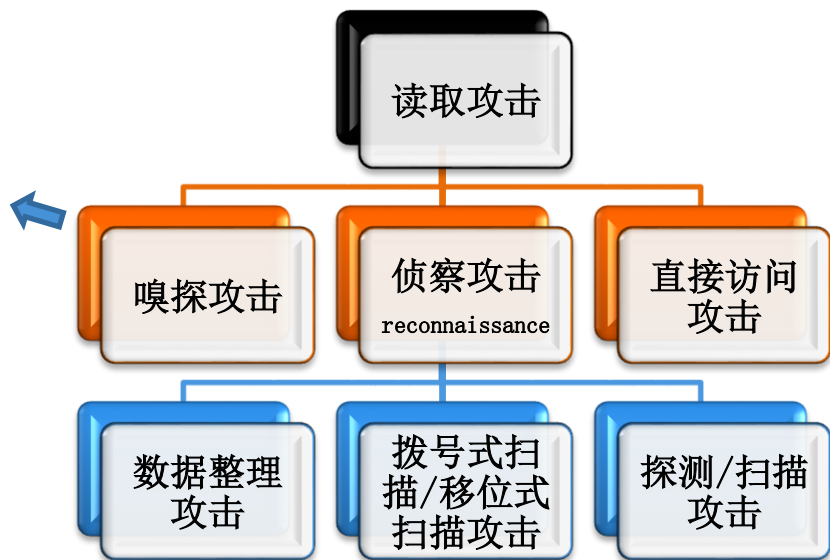 读取攻击
嗅探攻击
侦察攻击
reconnaissance
直接访问
攻击
数据整理
攻击
拨号式扫
描/移位式
扫描攻击
探测/扫描
攻击